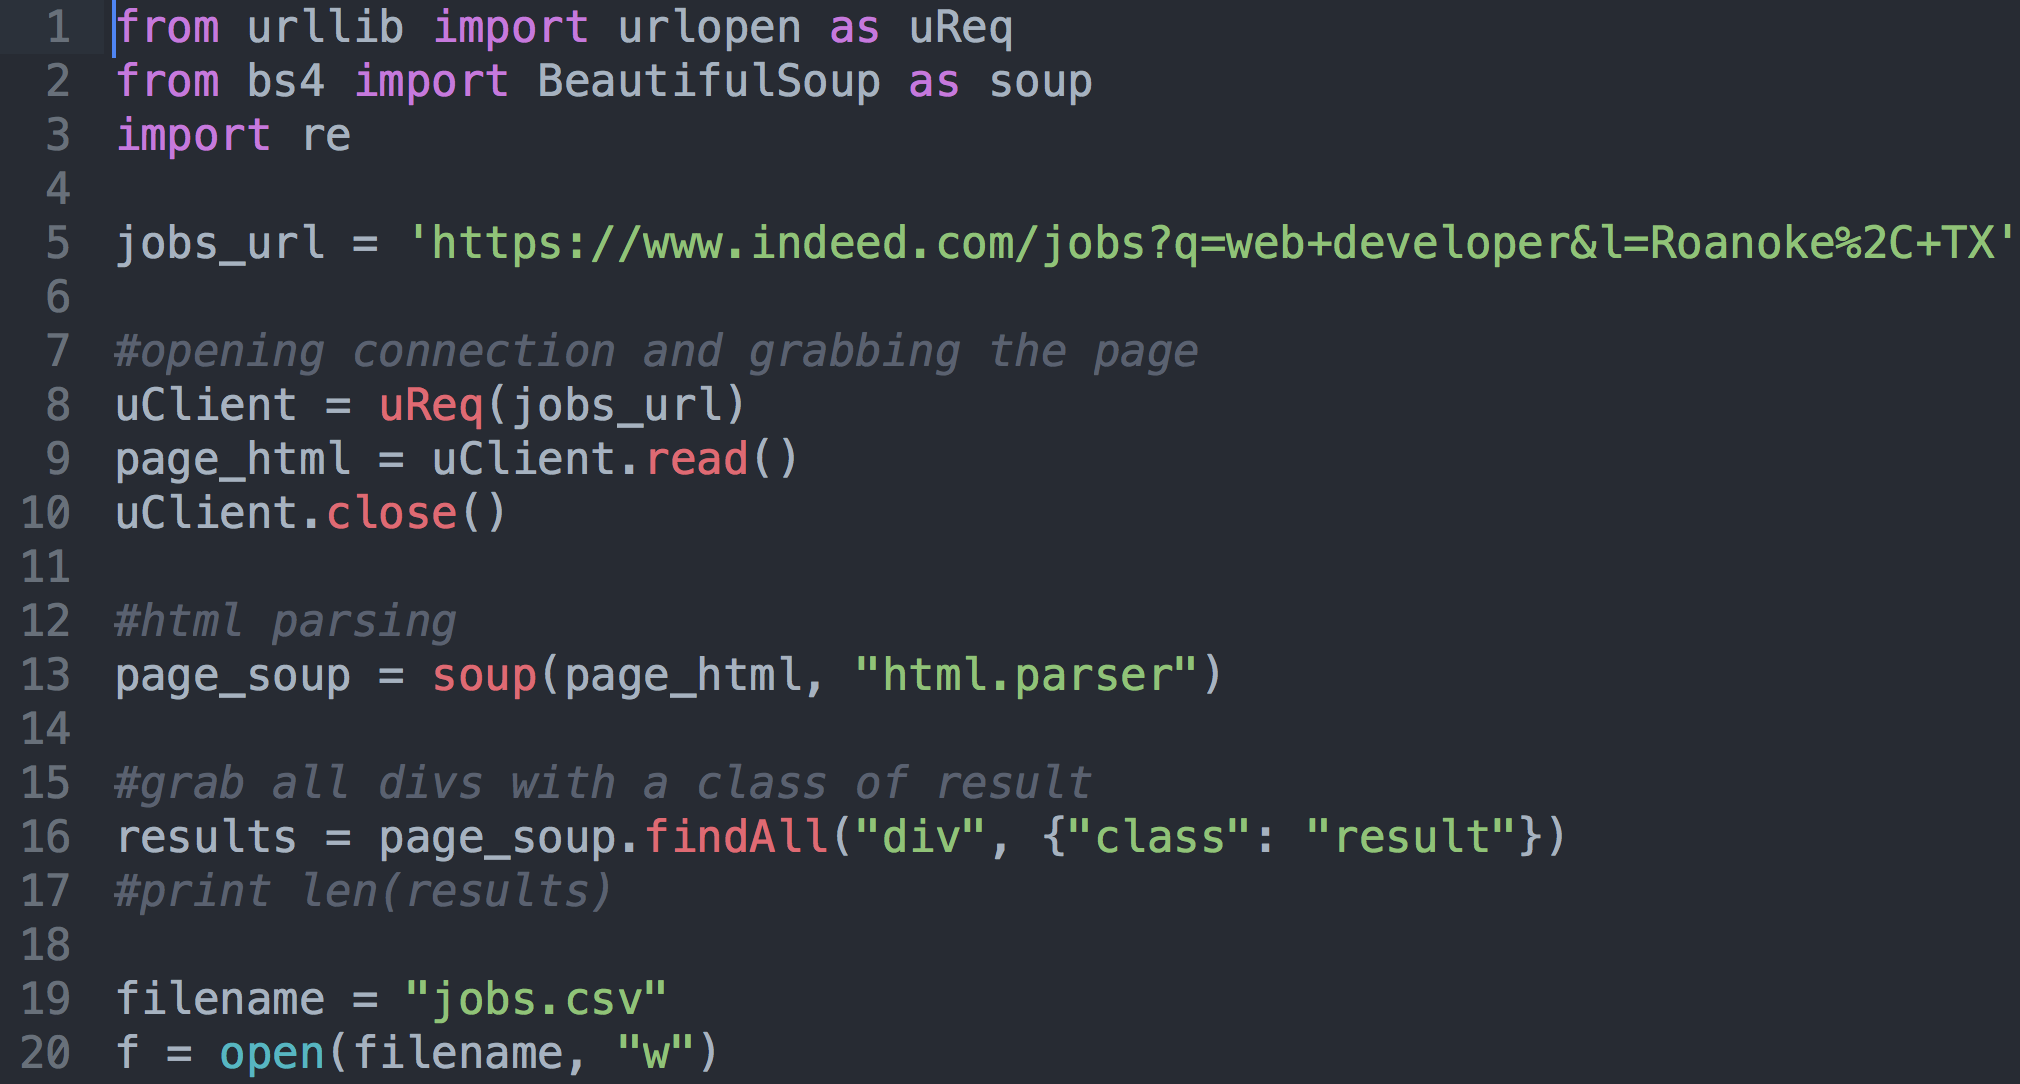 1 from urllib import urlopen as uReq
2 from bs4 import BeautifulSoup as soup
3 import re
4
5 jobs_url = 'https://www.indeed.com/jobs?q=web+developer&l=Roanoke%2C+TX'
6
7 #opening connection and grabbing the page
8 uClient = uReq(jobs_url)
9 page_html = uClient.read()
10 uClient.close()
11
12 #html parsing
13 page_soup = soup(page_html, "html.parser")
14
15 #grab all divs with a class of result
16 results = page_soup.findAll("div", {"class": "result"})
17 #print len(results)
18
19 filename = "jobs.csv"
20 f = open(filename, "w")